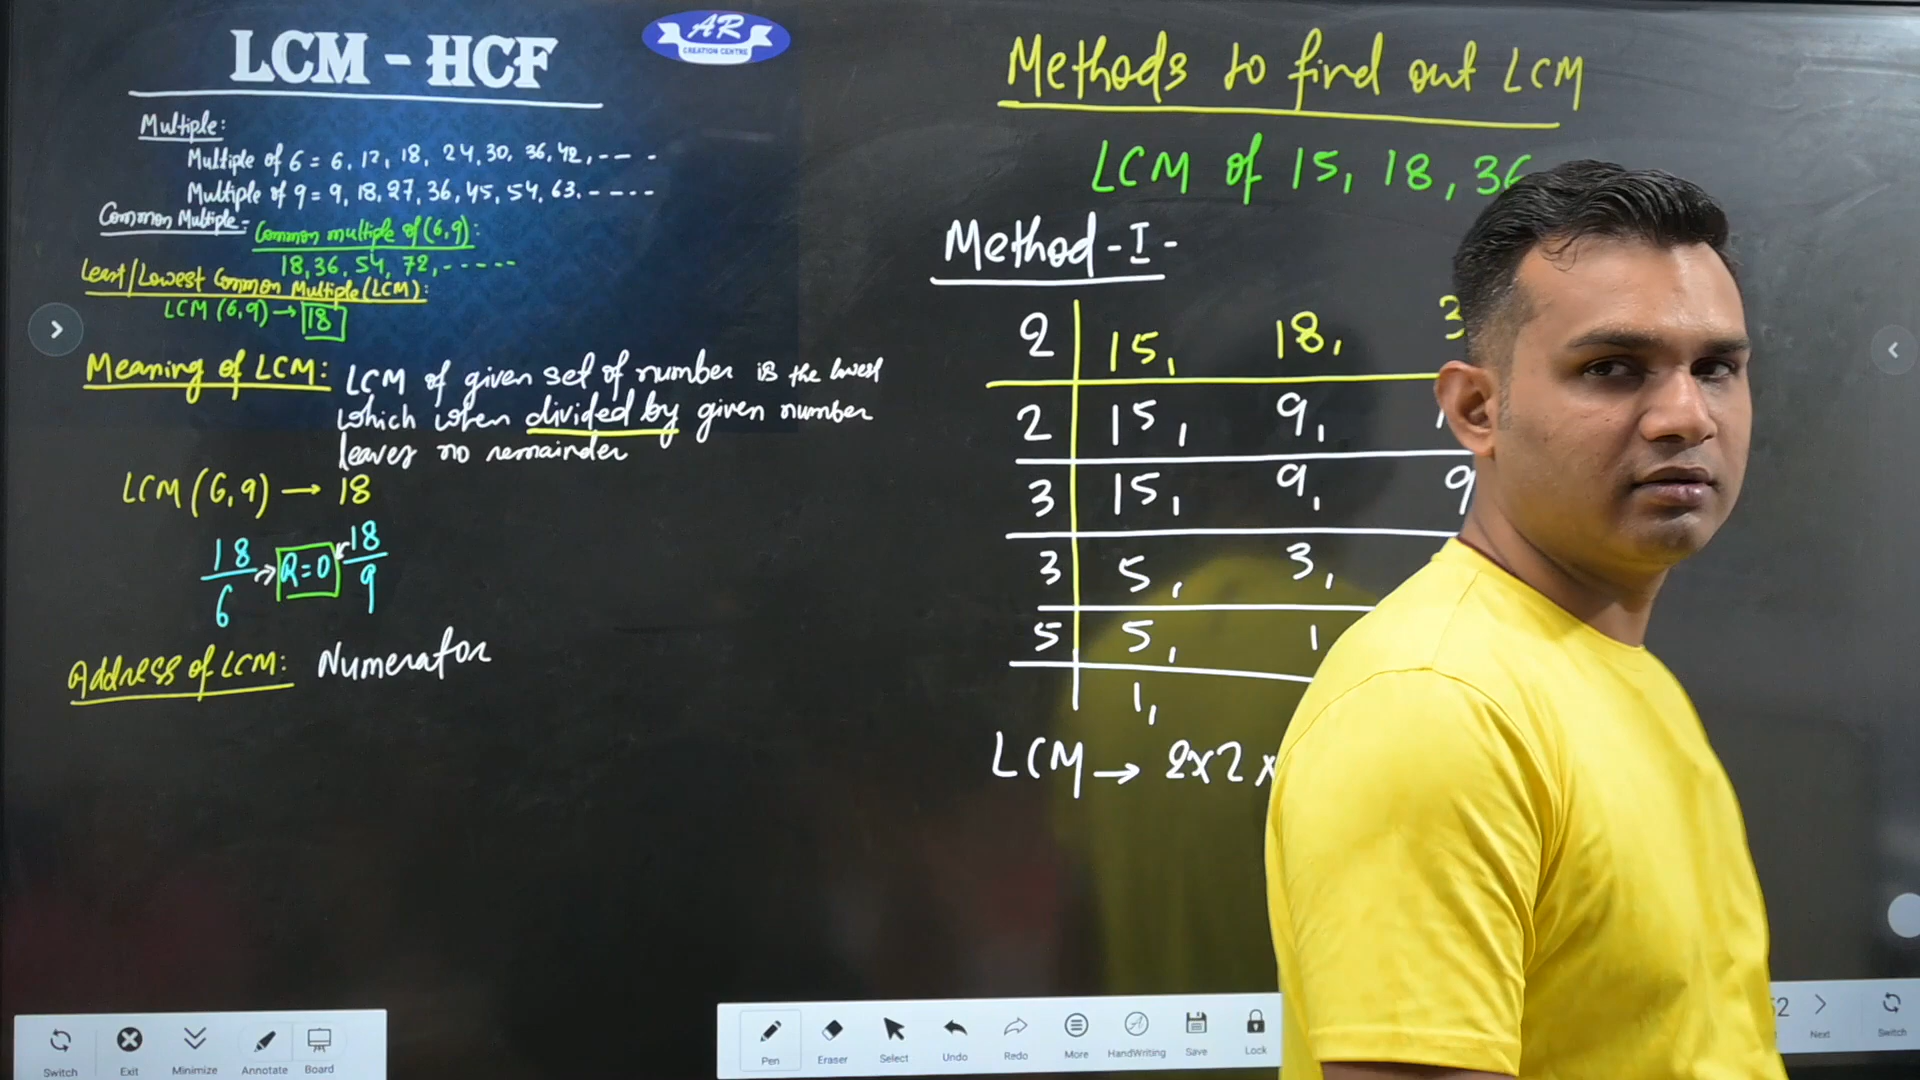 LCM - HCF
AR
CREATION CENTRE
Multiple:
Multiple of 6 = 6, 12, 18, 24, 30, 36, 42, - - - -
Multiple of 9 = 9, 18, 27, 36, 45, 54, 63. - - - -
Common Multiple:-
Common multiple of (6,9):
18, 36, 54, 72, - - - - -
Least/Lowest Common Multiple (LCM):
LCM (6,9) → 18
Meaning of LCM: LCM of given set of number is the lowest
which when divided by given number
leaves no remainder
LCM (6,9) → 18
18/6 → R=0 ← 18/9
Address of LCM: Numerator
Methods to find out LCM
LCM of 15, 18, 36
Method - I -
2 | 15, 18, 3
2 | 15, 9,
3 | 15, 9, 9
3 | 5, 3,
5 | 5, 1
1,
LCM → 2×2×
Switch Exit Minimize Annotate Board
Pen Eraser Select Undo Redo More HandWriting Save Lock
Next Switch